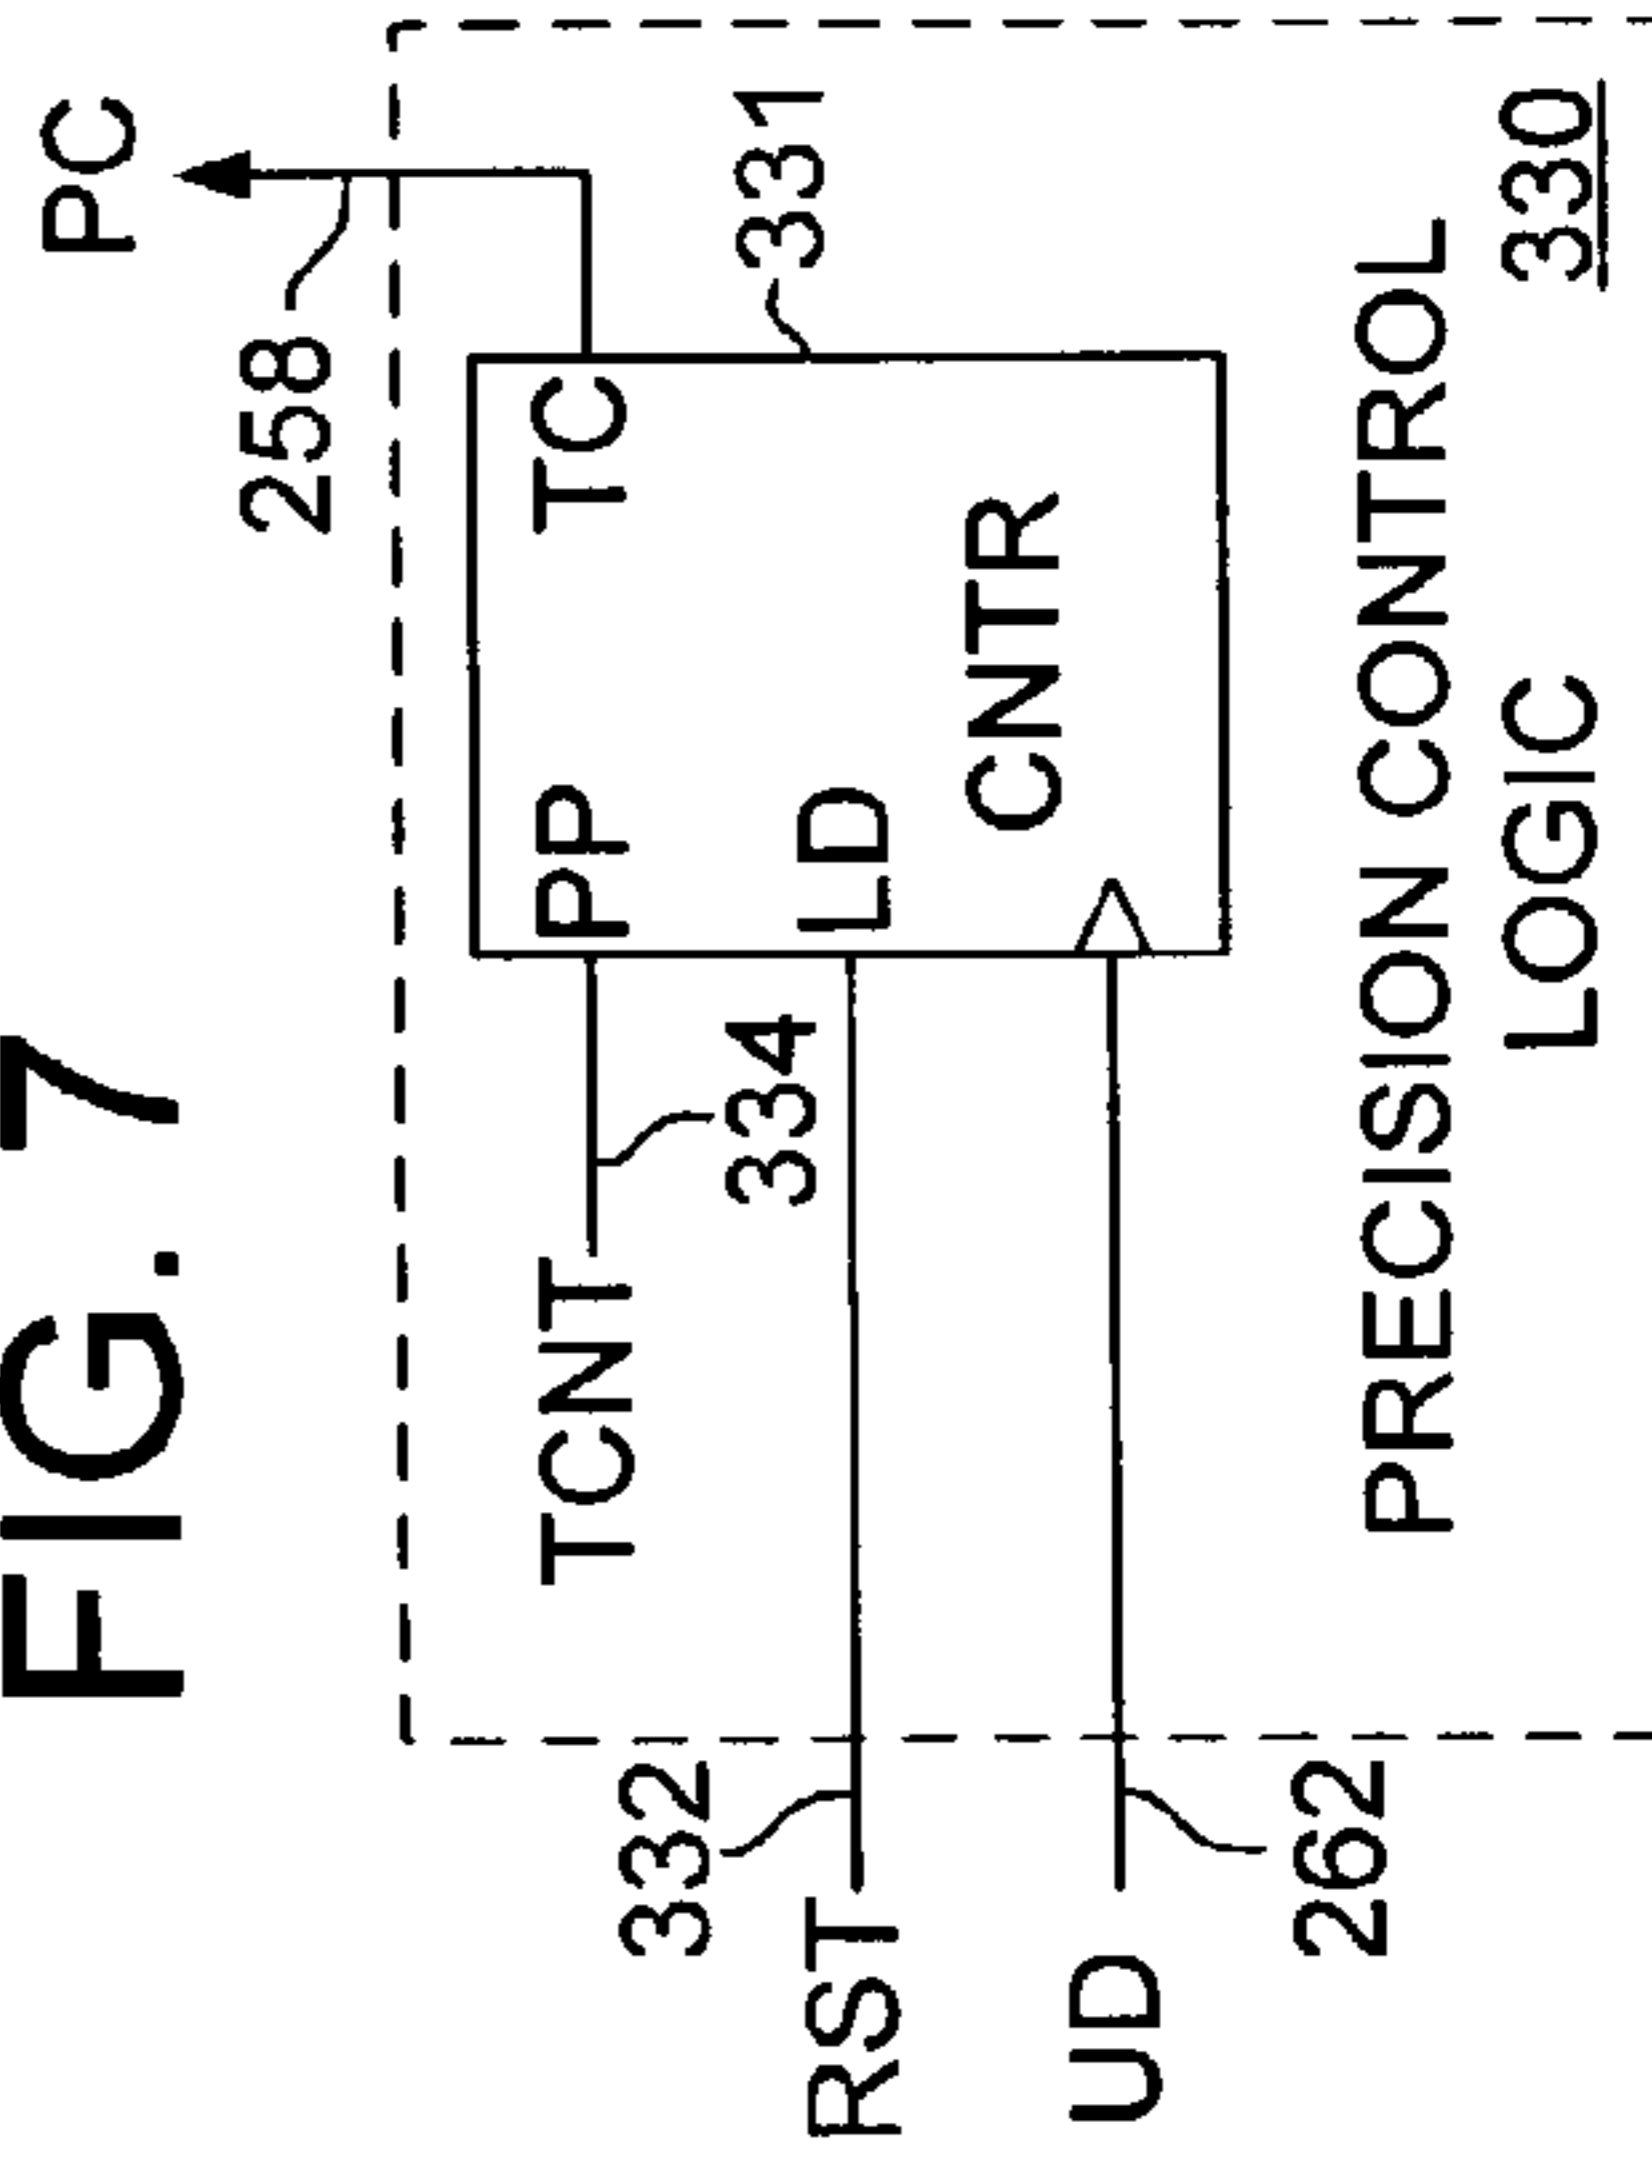 FIG. 7
PC
258
TCNT
PP
TC
334
331
332
RST
LD
CNTR
UD
262
PRECISION CONTROL
LOGIC
330